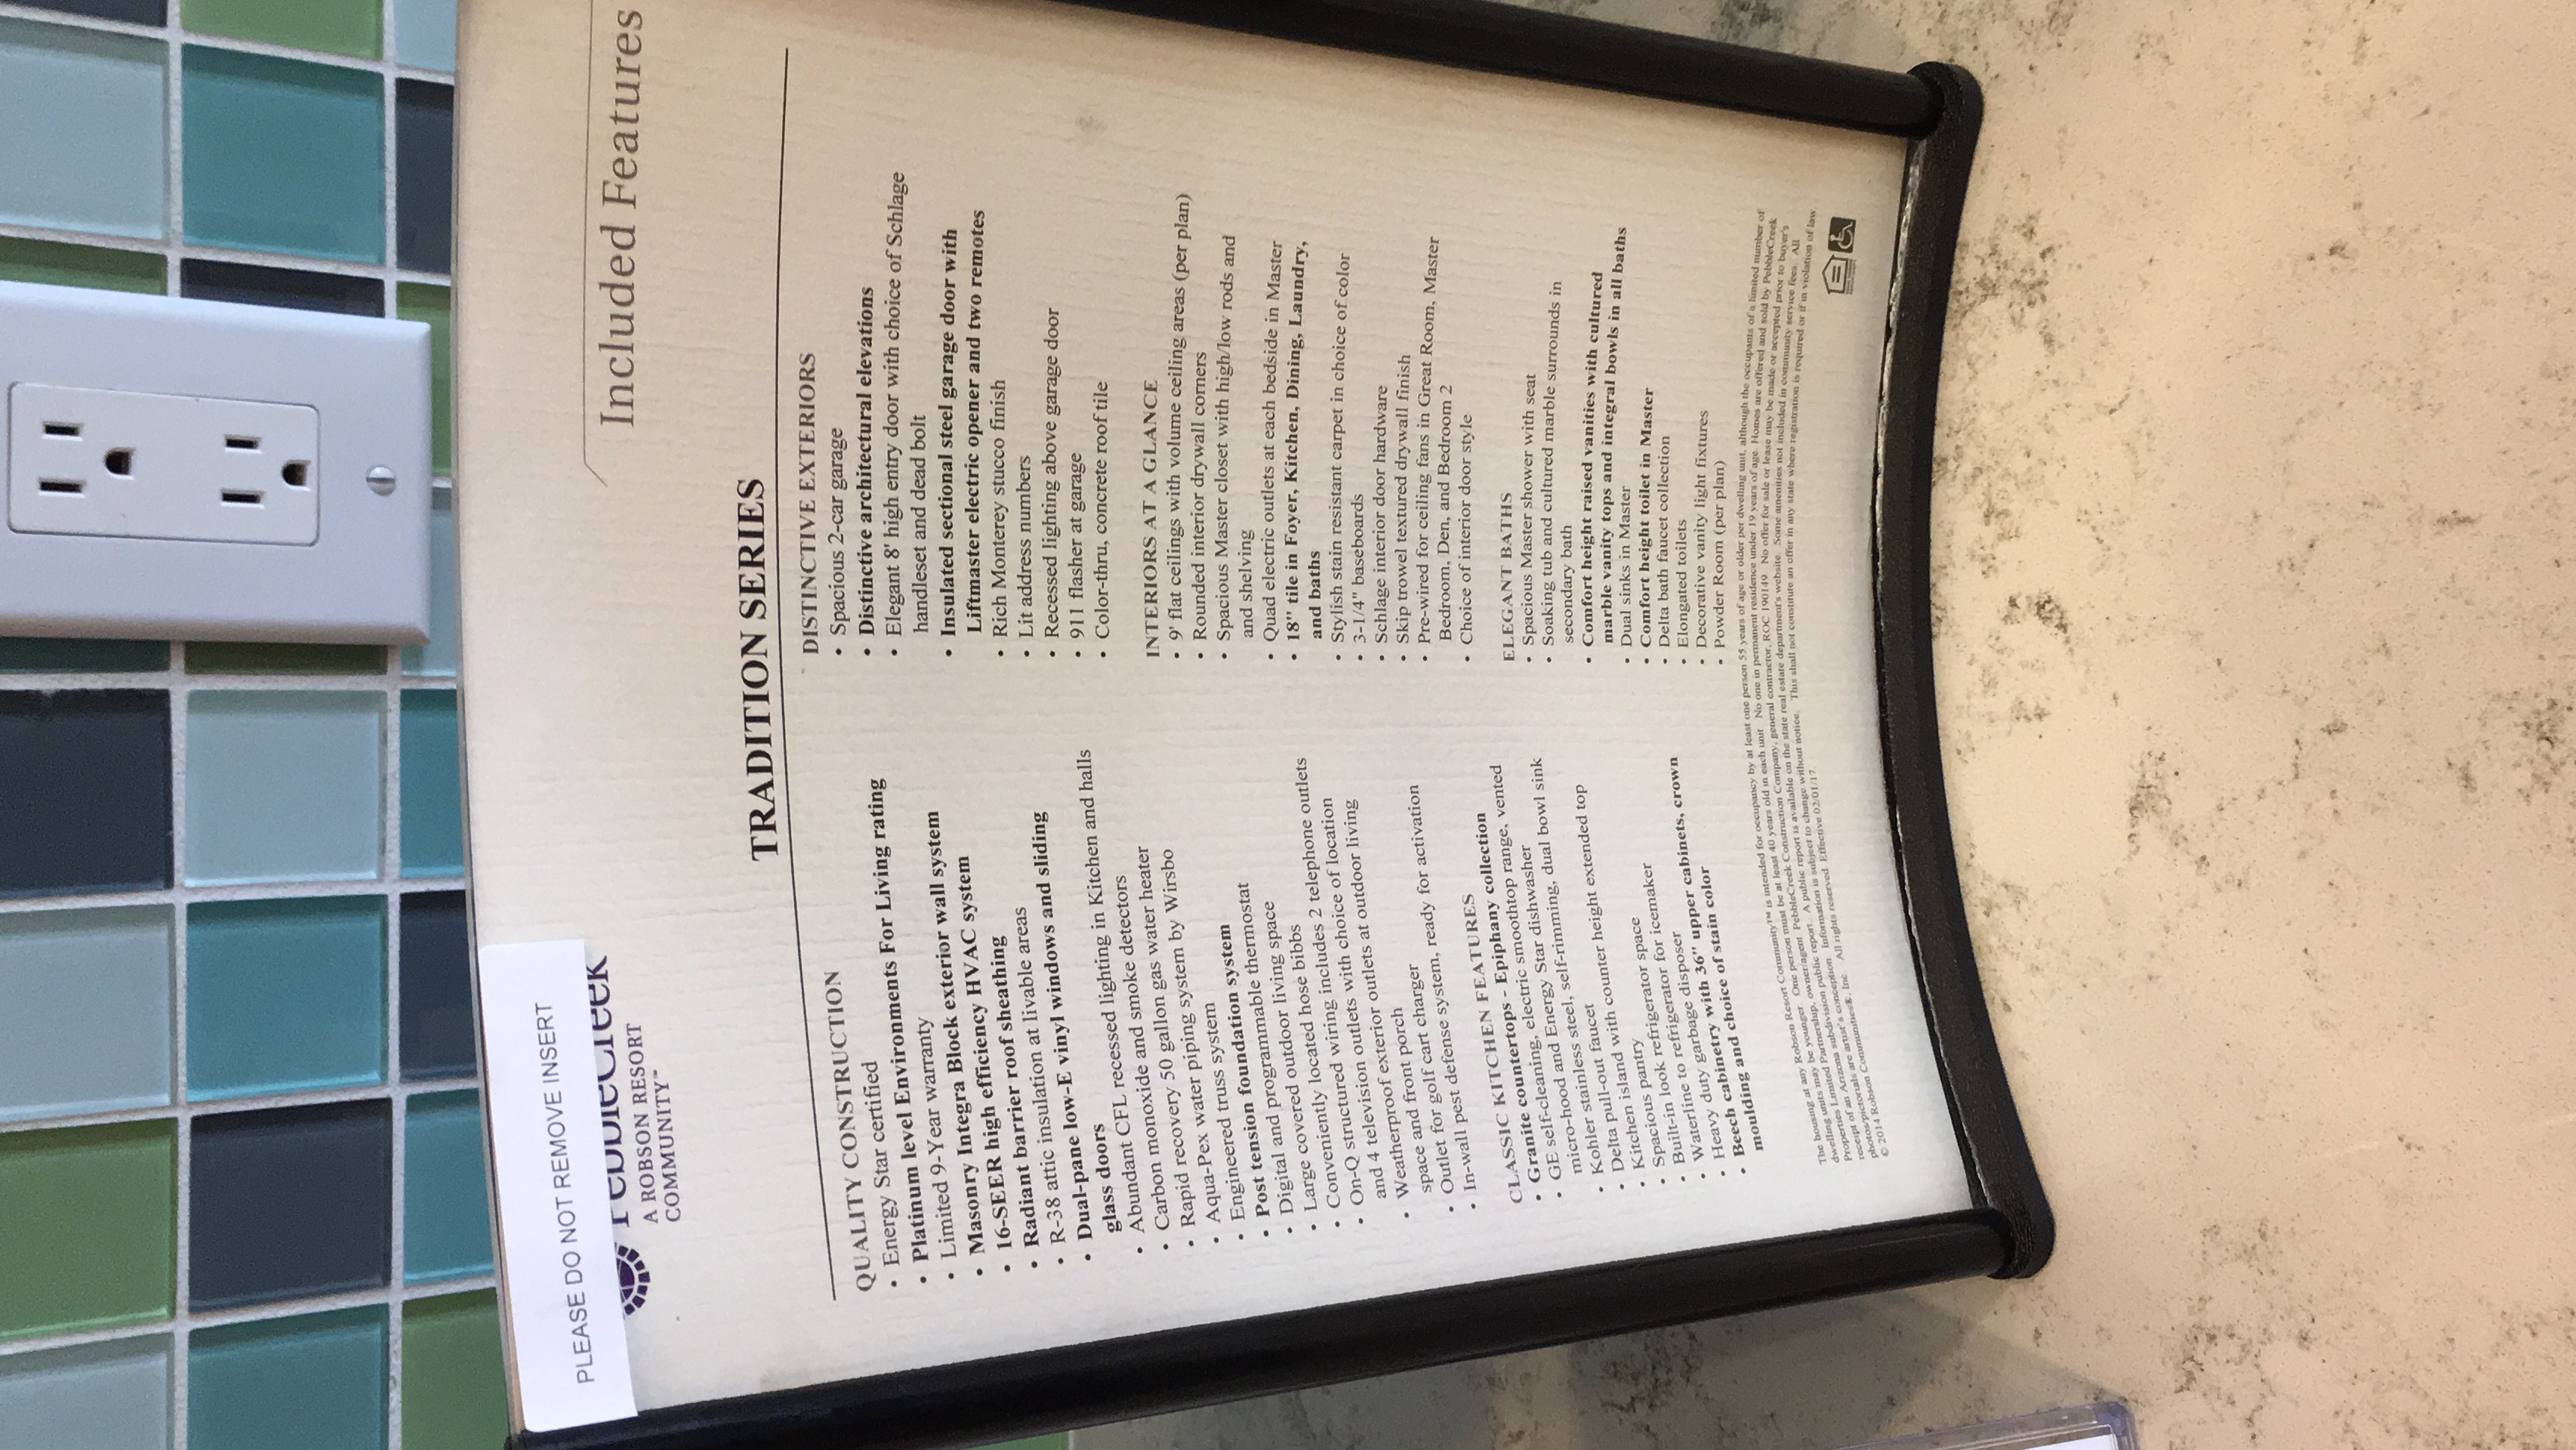 PLEASE DO NOT REMOVE INSERT
PebbleCreek
A ROBSON RESORT
COMMUNITY™
Included Features
TRADITION SERIES
QUALITY CONSTRUCTION
• Energy Star certified
• Platinum level Environments For Living rating
• Limited 9-Year warranty
• Masonry Integra Block exterior wall system
• 16-SEER high efficiency HVAC system
• Radiant barrier roof sheathing
• R-38 attic insulation at livable areas
• Dual-pane low-E vinyl windows and sliding
glass doors
• Abundant CFL recessed lighting in Kitchen and halls
• Carbon monoxide and smoke detectors
• Rapid recovery 50 gallon gas water heater
• Aqua-Pex water piping system by Wirsbo
• Engineered truss system
• Post tension foundation system
• Digital and programmable thermostat
• Large covered outdoor living space
• Conveniently located hose bibbs
• On-Q structured wiring includes 2 telephone outlets
and 4 television outlets with choice of location
• Weatherproof exterior outlets at outdoor living
space and front porch
• Outlet for golf cart charger
• In-wall pest defense system, ready for activation
CLASSIC KITCHEN FEATURES
• Granite countertops - Epiphany collection
• GE self-cleaning, electric smoothtop range, vented
micro-hood and Energy Star dishwasher
• Kohler stainless steel, self-rimming, dual bowl sink
• Delta pull-out faucet
• Kitchen island with counter height extended top
• Spacious pantry
• Built-in look refrigerator space
• Waterline to refrigerator for icemaker
• Heavy duty garbage disposer
• Beech cabinetry with 36" upper cabinets, crown
moulding and choice of stain color
DISTINCTIVE EXTERIORS
• Spacious 2-car garage
• Distinctive architectural elevations
• Elegant 8' high entry door with choice of Schlage
handleset and dead bolt
• Insulated sectional steel garage door with
Liftmaster electric opener and two remotes
• Rich Monterey stucco finish
• Lit address numbers
• Recessed lighting above garage door
• 911 flasher at garage
• Color-thru, concrete roof tile
INTERIORS AT A GLANCE
• 9' flat ceilings with volume ceiling areas (per plan)
• Rounded interior drywall corners
• Spacious Master closet with high/low rods and
and shelving
• Quad electric outlets at each bedside in Master
• 18" tile in Foyer, Kitchen, Dining, Laundry,
and baths
• Stylish stain resistant carpet in choice of color
• 3-1/4" baseboards
• Schlage interior door hardware
• Skip trowel textured drywall finish
• Pre-wired for ceiling fans in Great Room, Master
Bedroom, Den, and Bedroom 2
• Choice of interior door style
ELEGANT BATHS
• Spacious Master shower with seat
• Soaking tub and cultured marble surrounds in
secondary bath
• Comfort height raised vanities with cultured
marble vanity tops and integral bowls in all baths
• Dual sinks in Master
• Comfort height toilet in Master
• Delta bath faucet collection
• Elongated toilets
• Decorative vanity light fixtures
• Powder Room (per plan)
The housing at any Robson Resort Community™ is intended for occupancy by at least one person 55 years of age or older per dwelling unit, although the occupants of a limited number of
dwelling units may be younger. One person must be at least 40 years old in each unit. No one in permanent residence under 19 years of age. Homes are offered and sold by PebbleCreek
Properties Limited Partnership, owner/agent. PebbleCreek Construction Company, general contractor, ROC 190149. No offer for sale or lease may be made or accepted prior to buyer's
receipt of an Arizona subdivision public report. A public report is available on the state real estate department's website. Some amenities not included in community service fees. All
photos/pictorials are artist's conception. Information is subject to change without notice. This shall not constitute an offer in any state where registration is required or if in violation of law.
© 2014 Robson Communities®, Inc. All rights reserved. Effective 02/01/17.